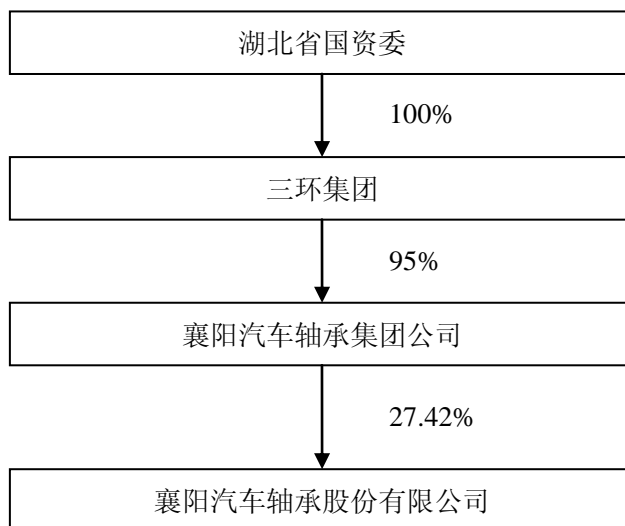 湖北省国资委
100%
三环集团
95%
襄阳汽车轴承集团公司
27.42%
襄阳汽车轴承股份有限公司